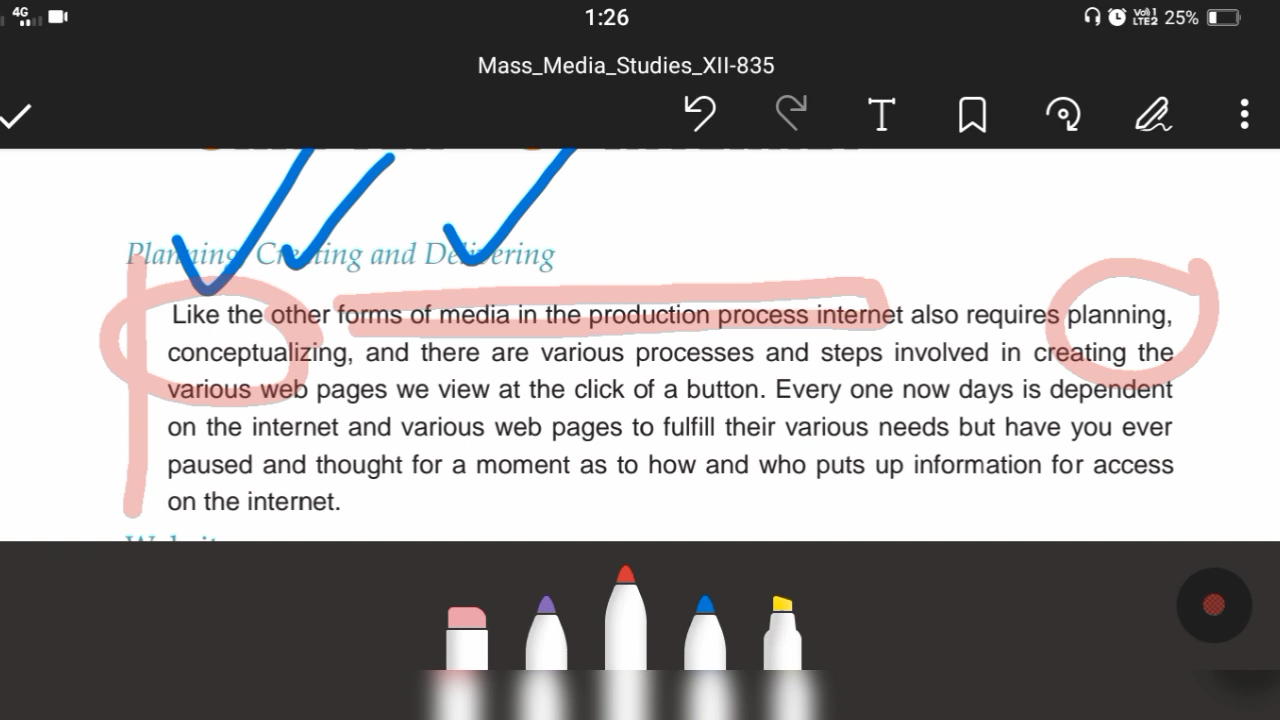 4G 1:26 Vo)) 1 LTE2 25%
Mass_Media_Studies_XII-835
T
Planning, Creating and Delivering
Like the other forms of media in the production process internet also requires planning,
conceptualizing, and there are various processes and steps involved in creating the
various web pages we view at the click of a button. Every one now days is dependent
on the internet and various web pages to fulfill their various needs but have you ever
paused and thought for a moment as to how and who puts up information for access
on the internet.